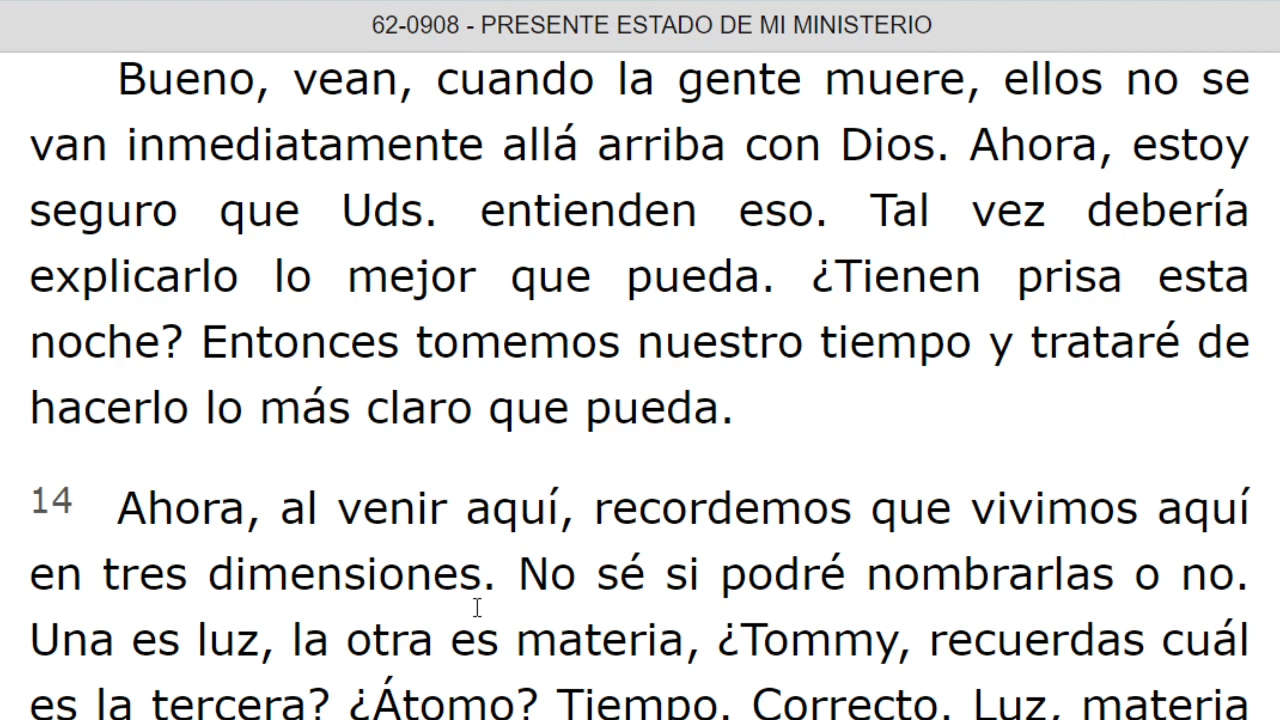 62-0908 - PRESENTE ESTADO DE MI MINISTERIO
Bueno, vean, cuando la gente muere, ellos no se
van inmediatamente allá arriba con Dios. Ahora, estoy
seguro que Uds. entienden eso. Tal vez debería
explicarlo lo mejor que pueda. ¿Tienen prisa esta
noche? Entonces tomemos nuestro tiempo y trataré de
hacerlo lo más claro que pueda.
14 Ahora, al venir aquí, recordemos que vivimos aquí
en tres dimensiones. No sé si podré nombrarlas o no.
Una es luz, la otra es materia, ¿Tommy, recuerdas cuál
es la tercera? ¿Átomo? Tiempo. Correcto. Luz, materia